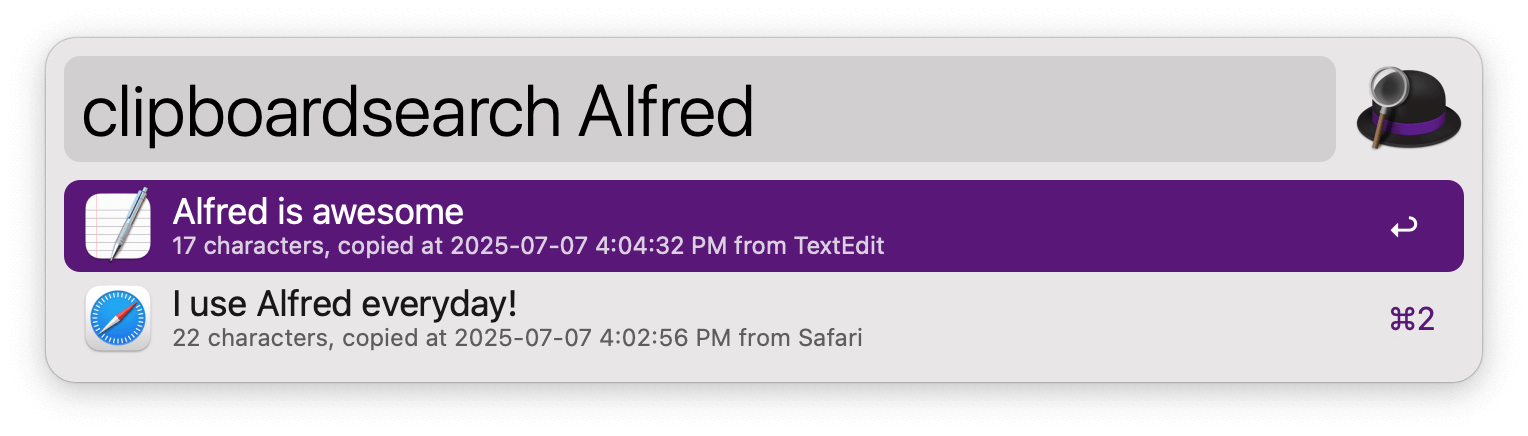 clipboardsearch Alfred
Alfred is awesome
17 characters, copied at 2025-07-07 4:04:32 PM from TextEdit
↩
I use Alfred everyday!
22 characters, copied at 2025-07-07 4:02:56 PM from Safari
⌘2